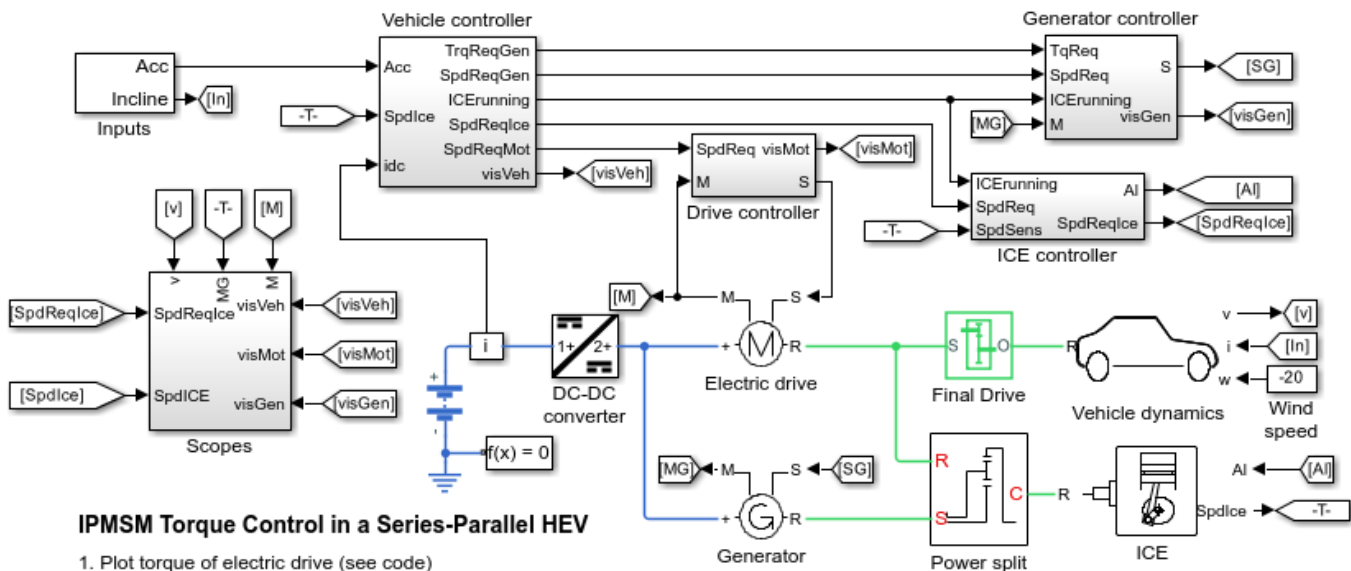 Vehicle controller
Generator controller
Acc
Incline
[In]
Inputs
-T-
Acc
SpdIce
idc
TrqReqGen
SpdReqGen
ICErunning
SpdReqIce
SpdReqMot
visVeh
[visVeh]
TqReq
SpdReq
ICErunning
M
S
visGen
[MG]
[SG]
[visGen]
SpdReq
M
visMot
S
[visMot]
Drive controller
ICErunning
SpdReq
SpdSens
AI
SpdReqIce
-T-
[AI]
[SpdReqIce]
ICE controller
[v]
-T-
[M]
v
MG
M
[SpdReqIce]
[SpdIce]
SpdReqIce
SpdICE
visVeh
visMot
visGen
[visVeh]
[visMot]
[visGen]
Scopes
i
+
-
f(x) = 0
1+
2+
DC-DC
converter
[M]
M
S
+
M
R
Electric drive
S
O
Final Drive
R
Vehicle dynamics
v
i
w
[v]
[In]
-20
Wind
speed
[MG]
M
S
[SG]
+
G
R
Generator
R
S
C
Power split
R
ICE
AI
SpdIce
[AI]
-T-
IPMSM Torque Control in a Series-Parallel HEV
1. Plot torque of electric drive (see code)